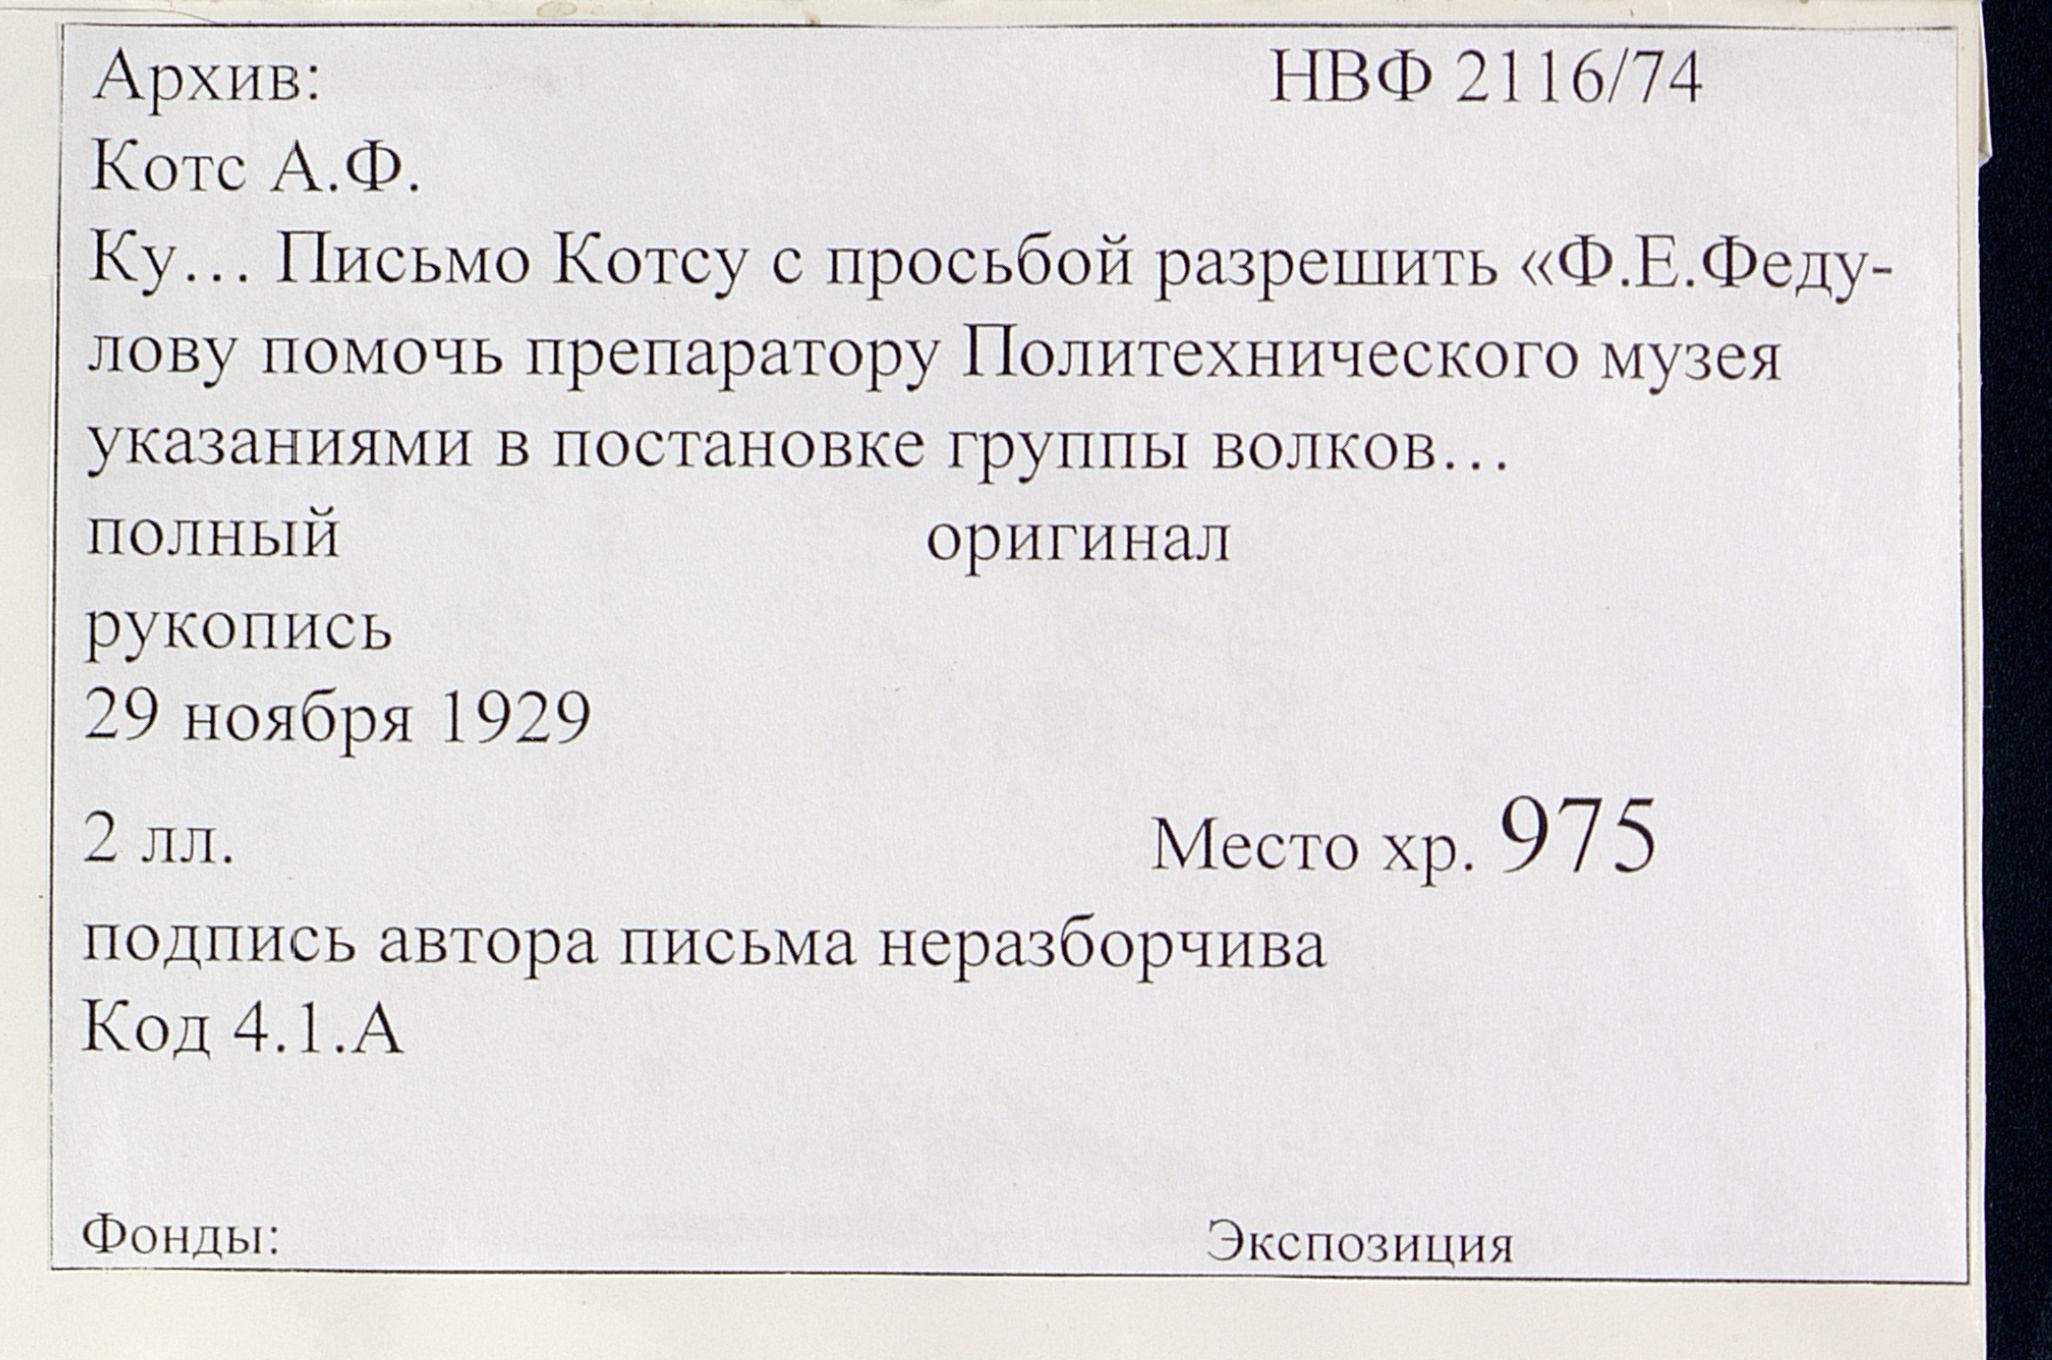 Архив: НВФ 2116/74
Котс А.Ф.
Ку... Письмо Котсу с просьбой разрешить «Ф.Е.Феду-
лову помочь препаратору Политехнического музея
указаниями в постановке группы волков...
полный оригинал
рукопись
29 ноября 1929
2 лл. Место хр. 975
подпись автора письма неразборчива
Код 4.1.А
Фонды: Экспозиция